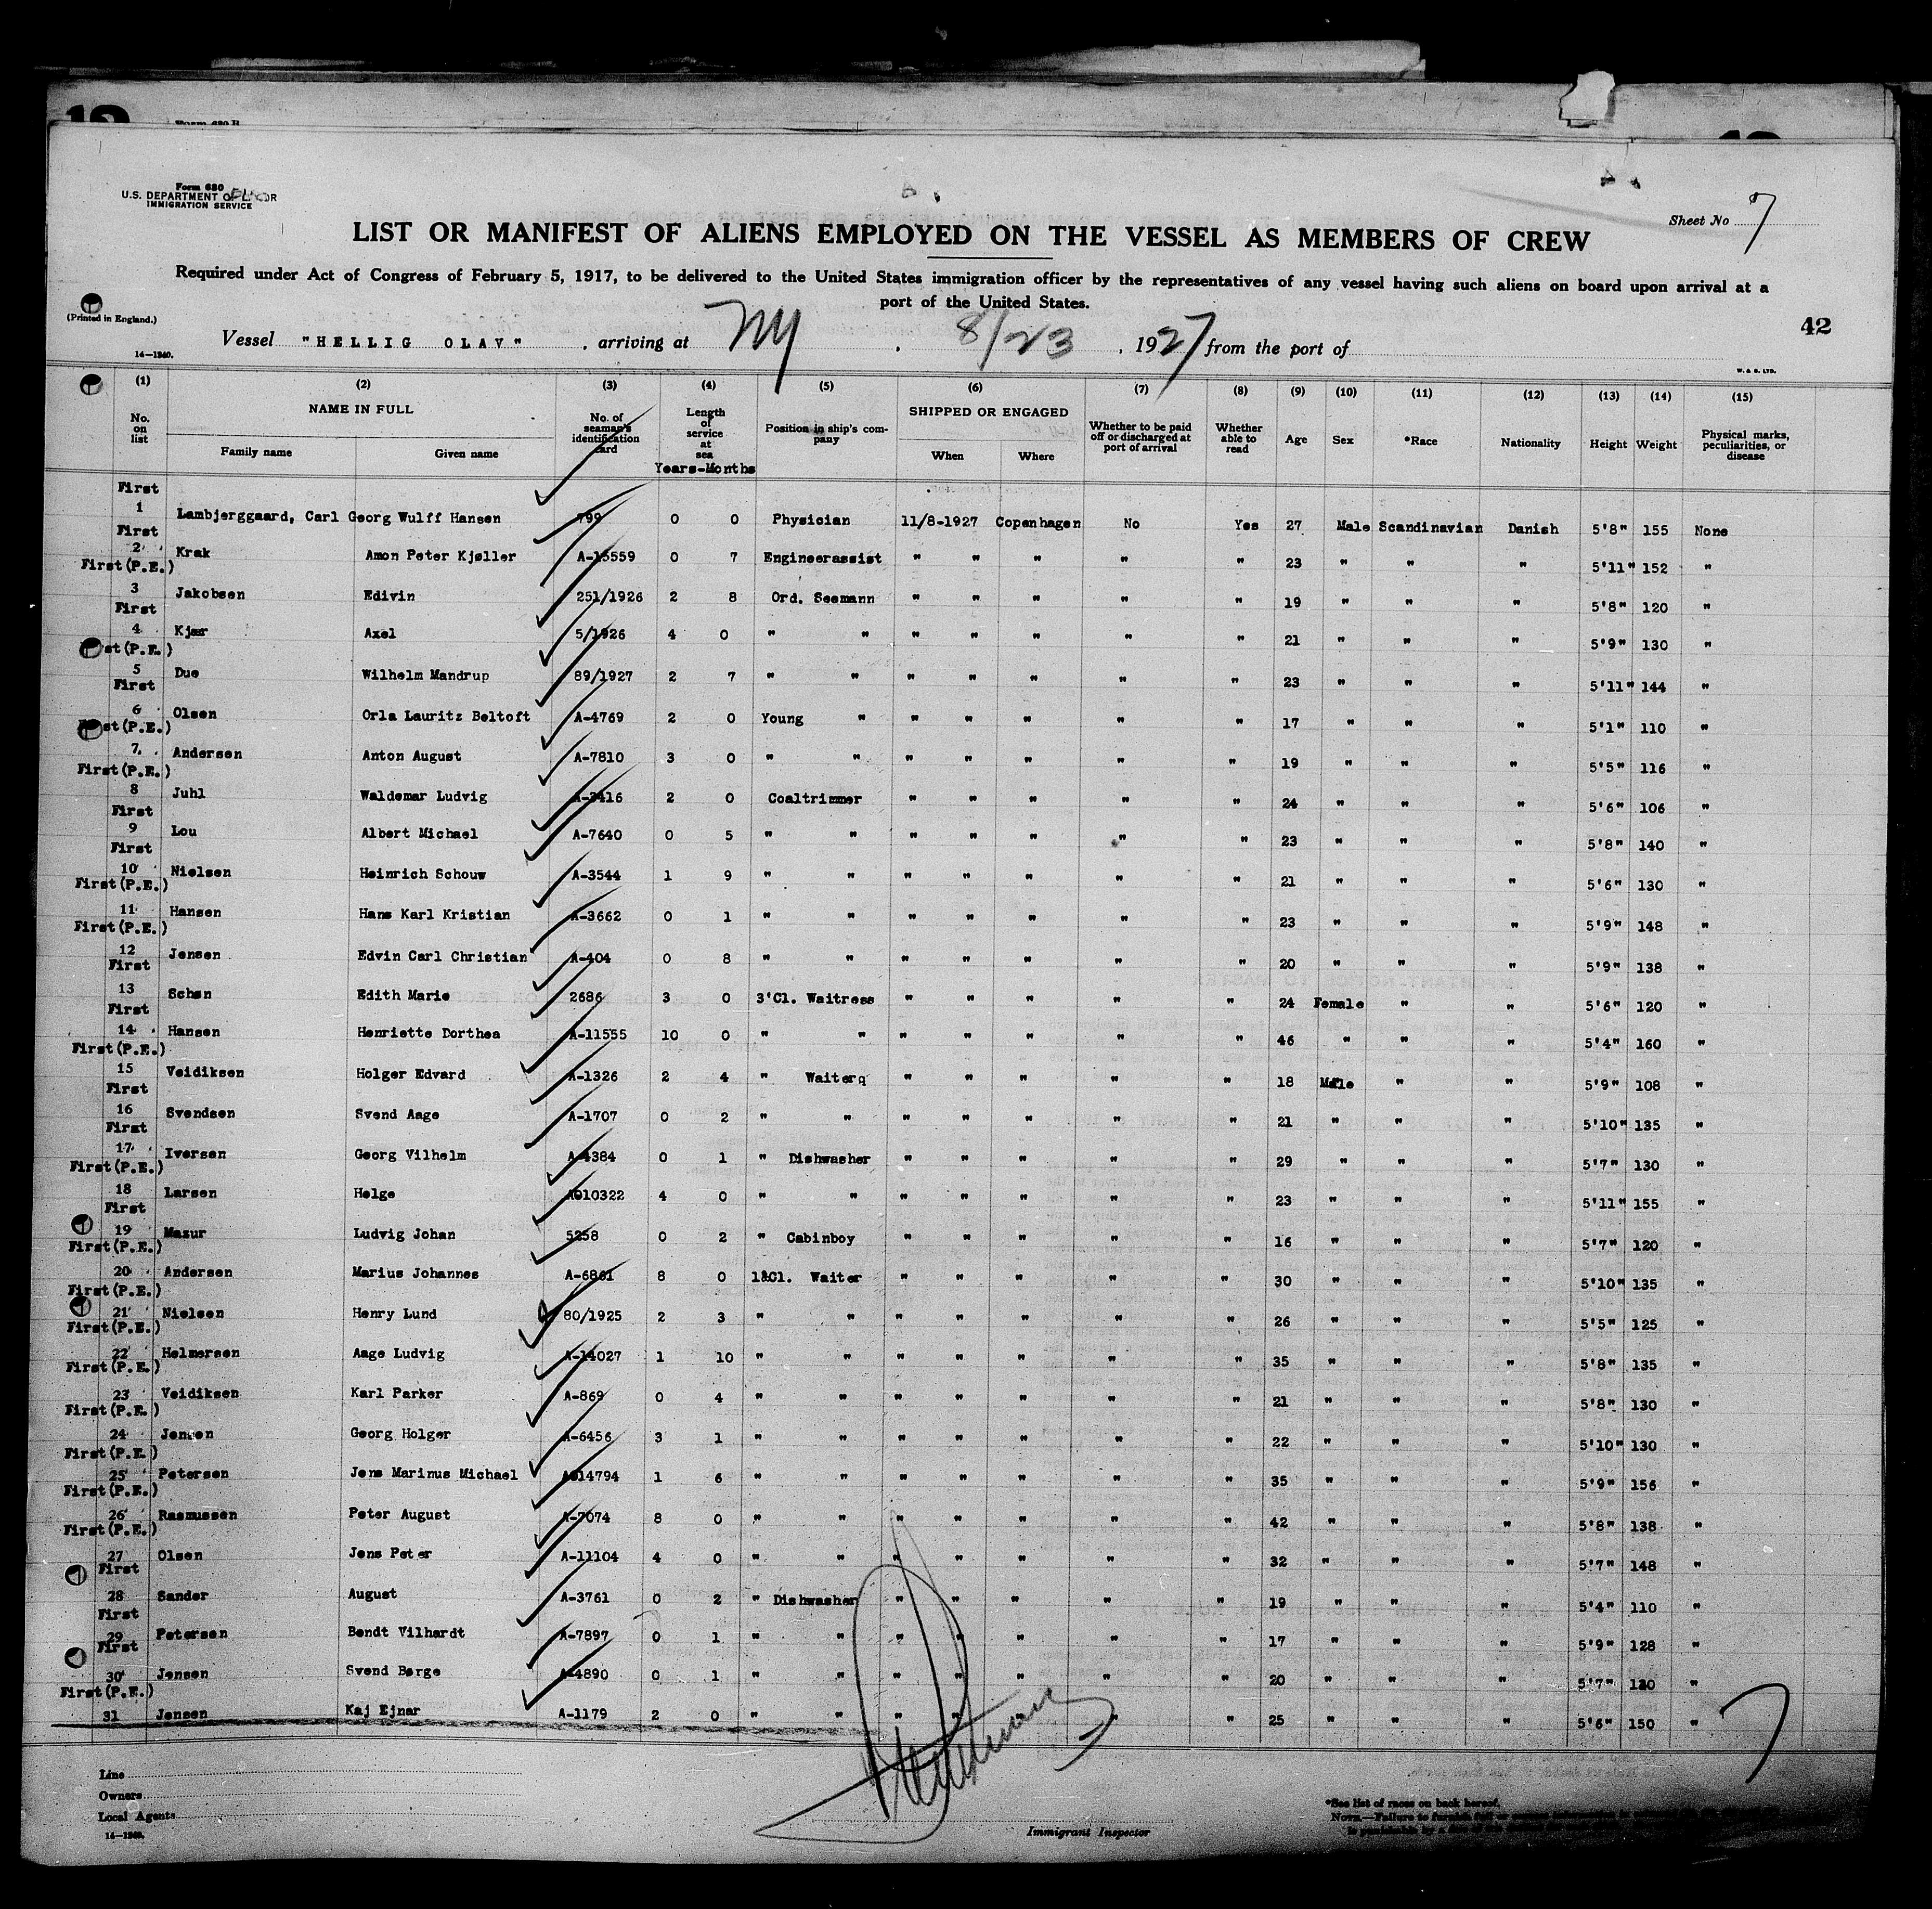 Form 680
U.S. DEPARTMENT OF LABOR
IMMIGRATION SERVICE
Sheet No 7
LIST OR MANIFEST OF ALIENS EMPLOYED ON THE VESSEL AS MEMBERS OF CREW
Required under Act of Congress of February 5, 1917, to be delivered to the United States immigration officer by the representatives of any vessel having such aliens on board upon arrival at a
port of the United States.
(Printed in England.)
42
Vessel "HELLIG OLAV", arriving at NY, 8/23, 1927 from the port of
14—1240.
W. & S. LTD.
(1) (2) (3) (4) (5) (6) (7) (8) (9) (10) (11) (12) (13) (14) (15)
No. on list NAME IN FULL Family name Given name No. of seaman's identification card Length of service at sea Years-Months Position in ship's company SHIPPED OR ENGAGED When Where Whether to be paid off or discharged at port of arrival Whether able to read Age Sex *Race Nationality Height Weight Physical marks, peculiarities, or disease
First
1 Lambjerggaard, Carl Georg Wulff Hansen 799 0 0 Physician 11/8-1927 Copenhagen No Yes 27 Male Scandinavian Danish 5'8" 155 None
First
2 Krak Amon Peter Kjøller A-15559 0 7 Engineerassist " " " " " 23 " " " 5'11" 152 "
First(P.E.)
3 Jakobsen Edivin 251/1926 2 8 Ord. Seemann " " " " " 19 " " " 5'8" 120 "
First
4 Kjær Axel 5/1926 4 0 " " " " " " " 21 " " " 5'9" 130 "
st(P.E.)
5 Due Wilhelm Mandrup 89/1927 2 7 " " " " " " " 23 " " " 5'11" 144 "
First
6 Olsen Orla Lauritz Beltoft A-4769 2 0 Young " " " " " " 17 " " " 5'1" 110 "
st(P.E.)
7 Andersen Anton August A-7810 3 0 " " " " " " " 19 " " " 5'5" 116 "
First(P.E.)
8 Juhl Waldemar Ludvig A-3416 2 0 Coaltrimmer " " " " " 24 " " " 5'6" 106 "
First
9 Lou Albert Michael A-7640 0 5 " " " " " " " 23 " " " 5'8" 140 "
First
10 Nielsen Heinrich Schouw A-3544 1 9 " " " " " " " 21 " " " 5'6" 130 "
First(P.E.)
11 Hansen Hans Karl Kristian A-3662 0 1 " " " " " " " 23 " " " 5'9" 148 "
First(P.E.)
12 Jensen Edvin Carl Christian A-404 0 8 " " " " " " " 20 " " " 5'9" 138 "
First
13 Schøn Edith Marie 2686 3 0 3'Cl. Waitress " " " " " 24 Female " " 5'6" 120 "
First
14 Hansen Henriette Dorthea A-11555 10 0 " " " " " " " 46 " " " 5'4" 160 "
First(P.E.)
15 Veidiksen Holger Edvard A-1326 2 4 " Waiter " " " " " 18 Male " " 5'9" 108 "
First
16 Svendsen Svend Aage A-1707 0 2 " " " " " " " 21 " " " 5'10" 135 "
First
17 Iversen Georg Vilhelm A-4384 0 1 " Dishwasher " " " " " 29 " " " 5'7" 130 "
First(P.E.)
18 Larsen Helge A010322 4 0 " " " " " " " 23 " " " 5'11" 155 "
First
19 Mazur Ludvig Johan 5258 0 2 " Cabinboy " " " " " 16 " " " 5'7" 120 "
First(P.E.)
20 Andersen Marius Johannes A-6861 8 0 1&Cl. Waiter " " " " " 30 " " " 5'10" 135 "
First(P.E.)
21 Nielsen Henry Lund 80/1925 2 3 " " " " " " " 26 " " " 5'5" 125 "
First(P.E.)
22 Helmersen Aage Ludvig A-14027 1 10 " " " " " " " 35 " " " 5'8" 135 "
First(P.E.)
23 Veidiksen Karl Parker A-869 0 4 " " " " " " " 21 " " " 5'8" 130 "
First(P.E.)
24 Jensen Georg Holger A-6456 3 1 " " " " " " " 22 " " " 5'10" 130 "
First(P.E.)
25 Petersen Jens Marinus Michael A014794 1 6 " " " " " " " 35 " " " 5'9" 156 "
First(P.E.)
26 Rasmussen Peter August A-7074 8 0 " " " " " " " 42 " " " 5'8" 138 "
First(P.E.)
27 Olsen Jens Peter A-11104 4 0 " " " " " " " 32 " " " 5'7" 148 "
First
28 Sander August A-3761 0 2 " Dishwasher " " " " " 19 " " " 5'4" 110 "
First
29 Petersen Bendt Vilhardt A-7897 0 1 " " " " " " " 17 " " " 5'9" 128 "
First
30 Jensen Svend Børge A-4890 0 1 " " " " " " " 20 " " " 5'7" "
First(P.E.)
31 Jensen Kaj Ejnar A-1179 2 0 " " " " " " " 25 " " " 5'6" 150 "
7
Line
Owners
Local Agents
14—1240.
Immigrant Inspector
*See list of races on back hereof.
NOTE.—Failure to furnish
is punishable by a